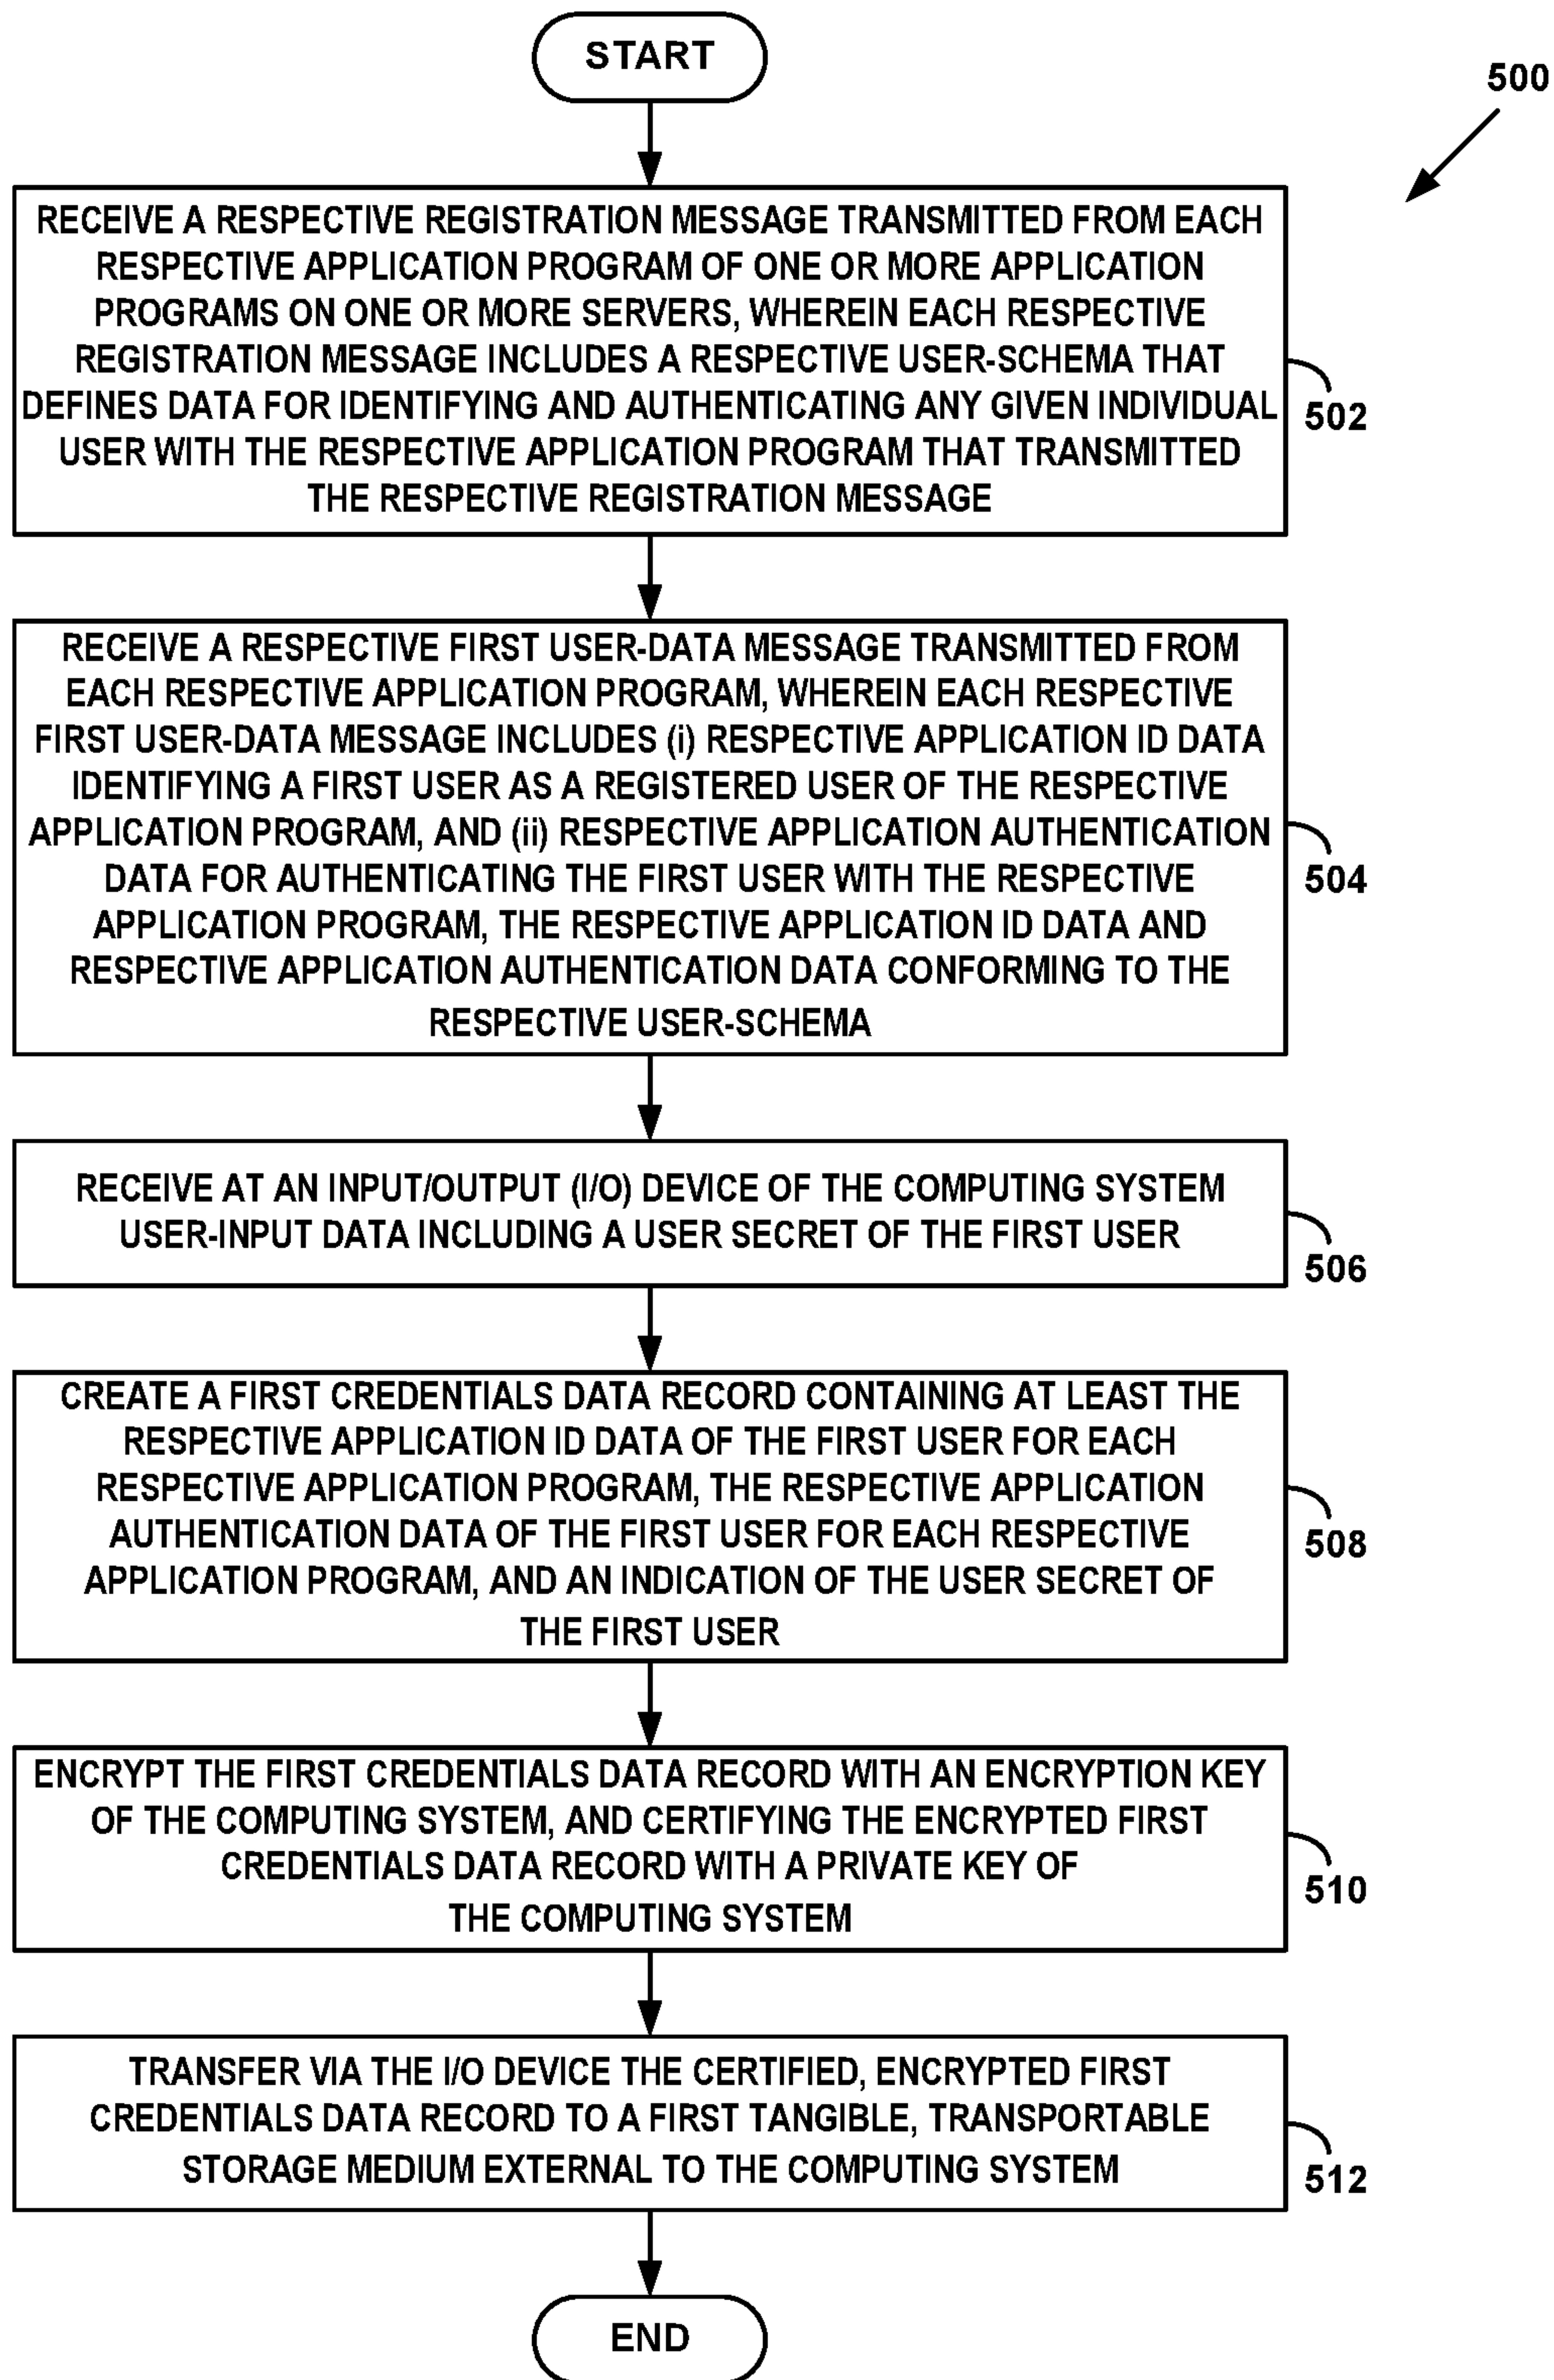 START
500
RECEIVE A RESPECTIVE REGISTRATION MESSAGE TRANSMITTED FROM EACH
RESPECTIVE APPLICATION PROGRAM OF ONE OR MORE APPLICATION
PROGRAMS ON ONE OR MORE SERVERS, WHEREIN EACH RESPECTIVE
REGISTRATION MESSAGE INCLUDES A RESPECTIVE USER-SCHEMA THAT
DEFINES DATA FOR IDENTIFYING AND AUTHENTICATING ANY GIVEN INDIVIDUAL
USER WITH THE RESPECTIVE APPLICATION PROGRAM THAT TRANSMITTED
THE RESPECTIVE REGISTRATION MESSAGE
502
RECEIVE A RESPECTIVE FIRST USER-DATA MESSAGE TRANSMITTED FROM
EACH RESPECTIVE APPLICATION PROGRAM, WHEREIN EACH RESPECTIVE
FIRST USER-DATA MESSAGE INCLUDES (i) RESPECTIVE APPLICATION ID DATA
IDENTIFYING A FIRST USER AS A REGISTERED USER OF THE RESPECTIVE
APPLICATION PROGRAM, AND (ii) RESPECTIVE APPLICATION AUTHENTICATION
DATA FOR AUTHENTICATING THE FIRST USER WITH THE RESPECTIVE
APPLICATION PROGRAM, THE RESPECTIVE APPLICATION ID DATA AND
RESPECTIVE APPLICATION AUTHENTICATION DATA CONFORMING TO THE
RESPECTIVE USER-SCHEMA
504
RECEIVE AT AN INPUT/OUTPUT (I/O) DEVICE OF THE COMPUTING SYSTEM
USER-INPUT DATA INCLUDING A USER SECRET OF THE FIRST USER
506
CREATE A FIRST CREDENTIALS DATA RECORD CONTAINING AT LEAST THE
RESPECTIVE APPLICATION ID DATA OF THE FIRST USER FOR EACH
RESPECTIVE APPLICATION PROGRAM, THE RESPECTIVE APPLICATION
AUTHENTICATION DATA OF THE FIRST USER FOR EACH RESPECTIVE
APPLICATION PROGRAM, AND AN INDICATION OF THE USER SECRET OF
THE FIRST USER
508
ENCRYPT THE FIRST CREDENTIALS DATA RECORD WITH AN ENCRYPTION KEY
OF THE COMPUTING SYSTEM, AND CERTIFYING THE ENCRYPTED FIRST
CREDENTIALS DATA RECORD WITH A PRIVATE KEY OF
THE COMPUTING SYSTEM
510
TRANSFER VIA THE I/O DEVICE THE CERTIFIED, ENCRYPTED FIRST
CREDENTIALS DATA RECORD TO A FIRST TANGIBLE, TRANSPORTABLE
STORAGE MEDIUM EXTERNAL TO THE COMPUTING SYSTEM
512
END